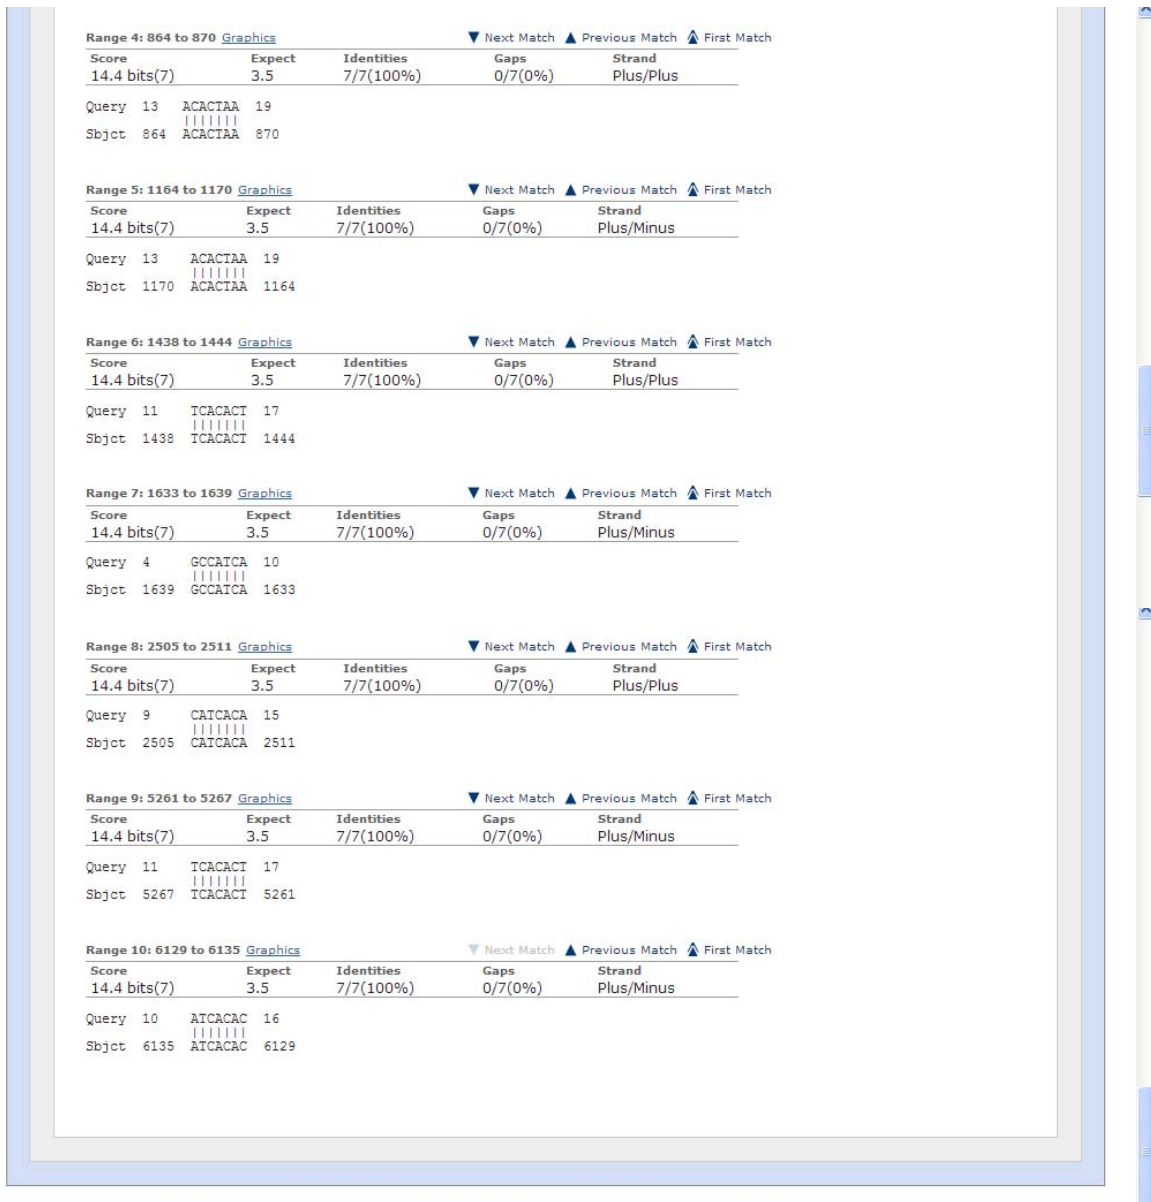 Range 4: 864 to 870 Graphics ▼ Next Match ▲ Previous Match First Match
Score Expect Identities Gaps Strand
14.4 bits(7) 3.5 7/7(100%) 0/7(0%) Plus/Plus
Query 13 ACACTAA 19
|||||||
Sbjct 864 ACACTAA 870
Range 5: 1164 to 1170 Graphics ▼ Next Match ▲ Previous Match First Match
Score Expect Identities Gaps Strand
14.4 bits(7) 3.5 7/7(100%) 0/7(0%) Plus/Minus
Query 13 ACACTAA 19
|||||||
Sbjct 1170 ACACTAA 1164
Range 6: 1438 to 1444 Graphics ▼ Next Match ▲ Previous Match First Match
Score Expect Identities Gaps Strand
14.4 bits(7) 3.5 7/7(100%) 0/7(0%) Plus/Plus
Query 11 TCACACT 17
|||||||
Sbjct 1438 TCACACT 1444
Range 7: 1633 to 1639 Graphics ▼ Next Match ▲ Previous Match First Match
Score Expect Identities Gaps Strand
14.4 bits(7) 3.5 7/7(100%) 0/7(0%) Plus/Minus
Query 4 GCCATCA 10
|||||||
Sbjct 1639 GCCATCA 1633
Range 8: 2505 to 2511 Graphics ▼ Next Match ▲ Previous Match First Match
Score Expect Identities Gaps Strand
14.4 bits(7) 3.5 7/7(100%) 0/7(0%) Plus/Plus
Query 9 CATCACA 15
|||||||
Sbjct 2505 CATCACA 2511
Range 9: 5261 to 5267 Graphics ▼ Next Match ▲ Previous Match First Match
Score Expect Identities Gaps Strand
14.4 bits(7) 3.5 7/7(100%) 0/7(0%) Plus/Minus
Query 11 TCACACT 17
|||||||
Sbjct 5267 TCACACT 5261
Range 10: 6129 to 6135 Graphics ▼ Next Match ▲ Previous Match First Match
Score Expect Identities Gaps Strand
14.4 bits(7) 3.5 7/7(100%) 0/7(0%) Plus/Minus
Query 10 ATCACAC 16
|||||||
Sbjct 6135 ATCACAC 6129